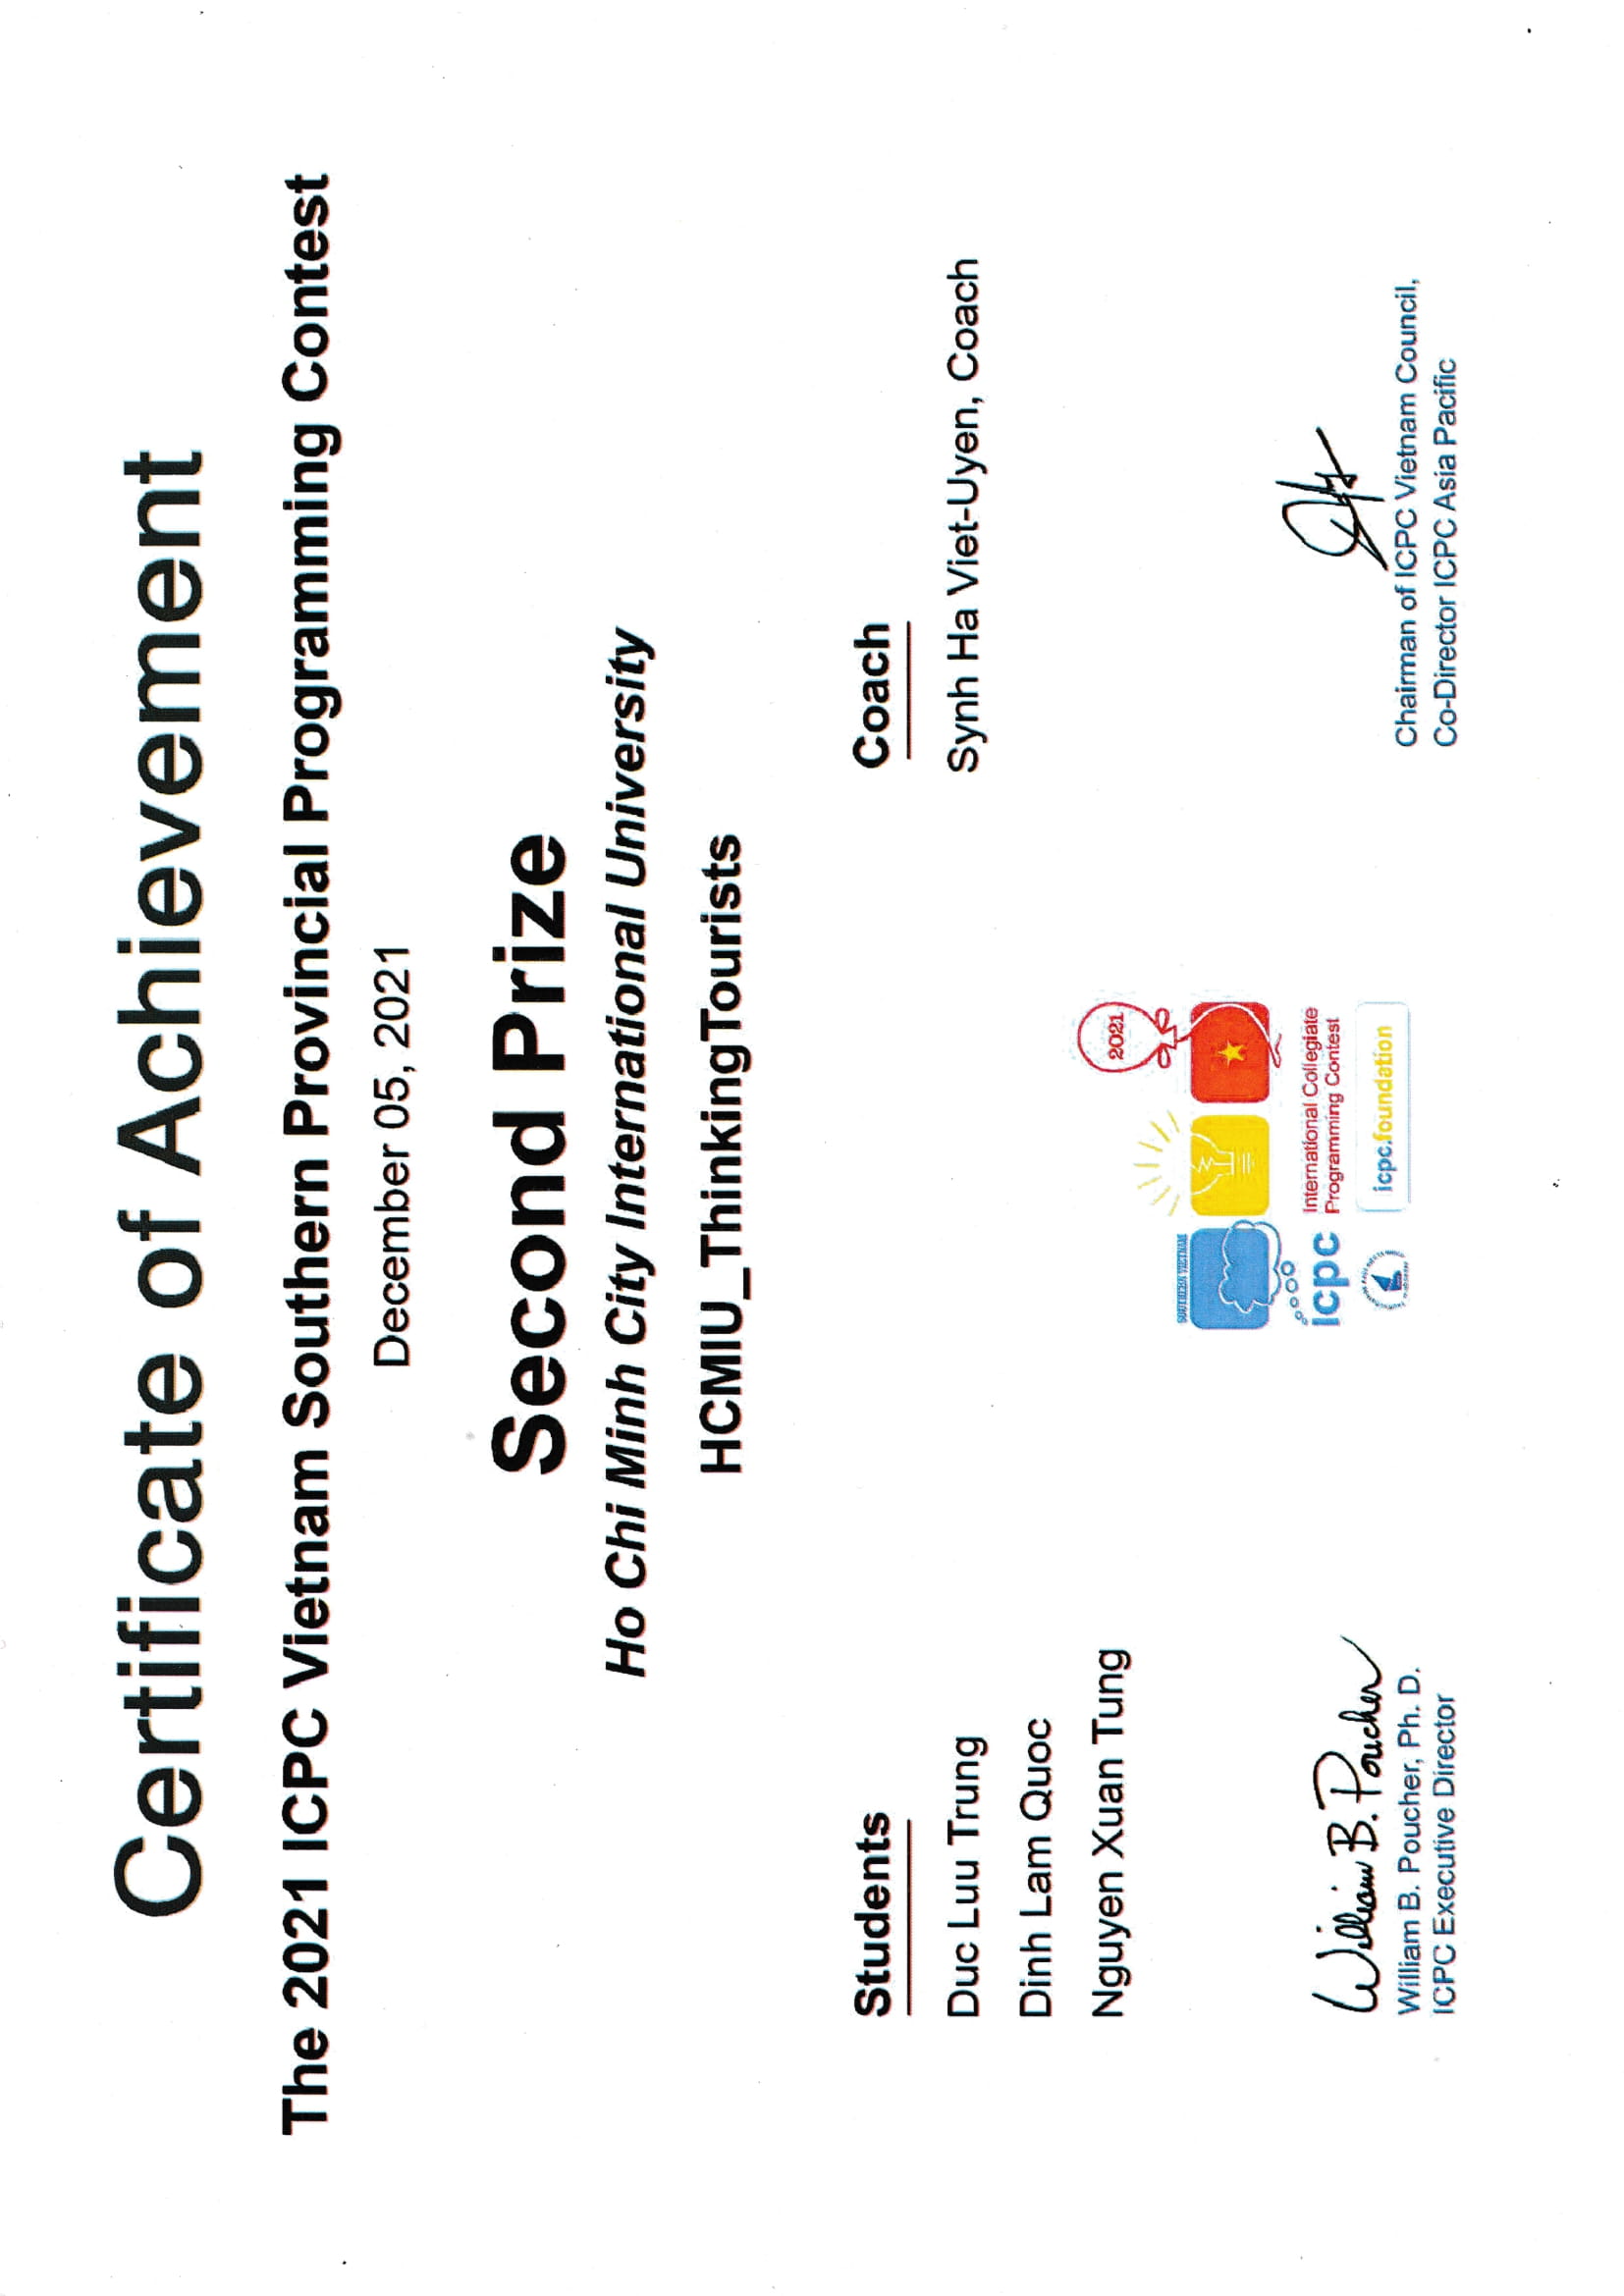 Certificate of Achievement
The 2021 ICPC Vietnam Southern Provincial Programming Contest
December 05, 2021
Second Prize
Ho Chi Minh City International University
HCMIU_ThinkingTourists
Students
Duc Luu Trung
Dinh Lam Quoc
Nguyen Xuan Tung
Coach
Synh Ha Viet-Uyen, Coach
2021
SOUTHERN VIETNAM
icpc
International Collegiate
Programming Contest
icpc.foundation
William B. Poucher
William B. Poucher, Ph. D.
ICPC Executive Director
Chairman of ICPC Vietnam Council,
Co-Director ICPC Asia Pacific